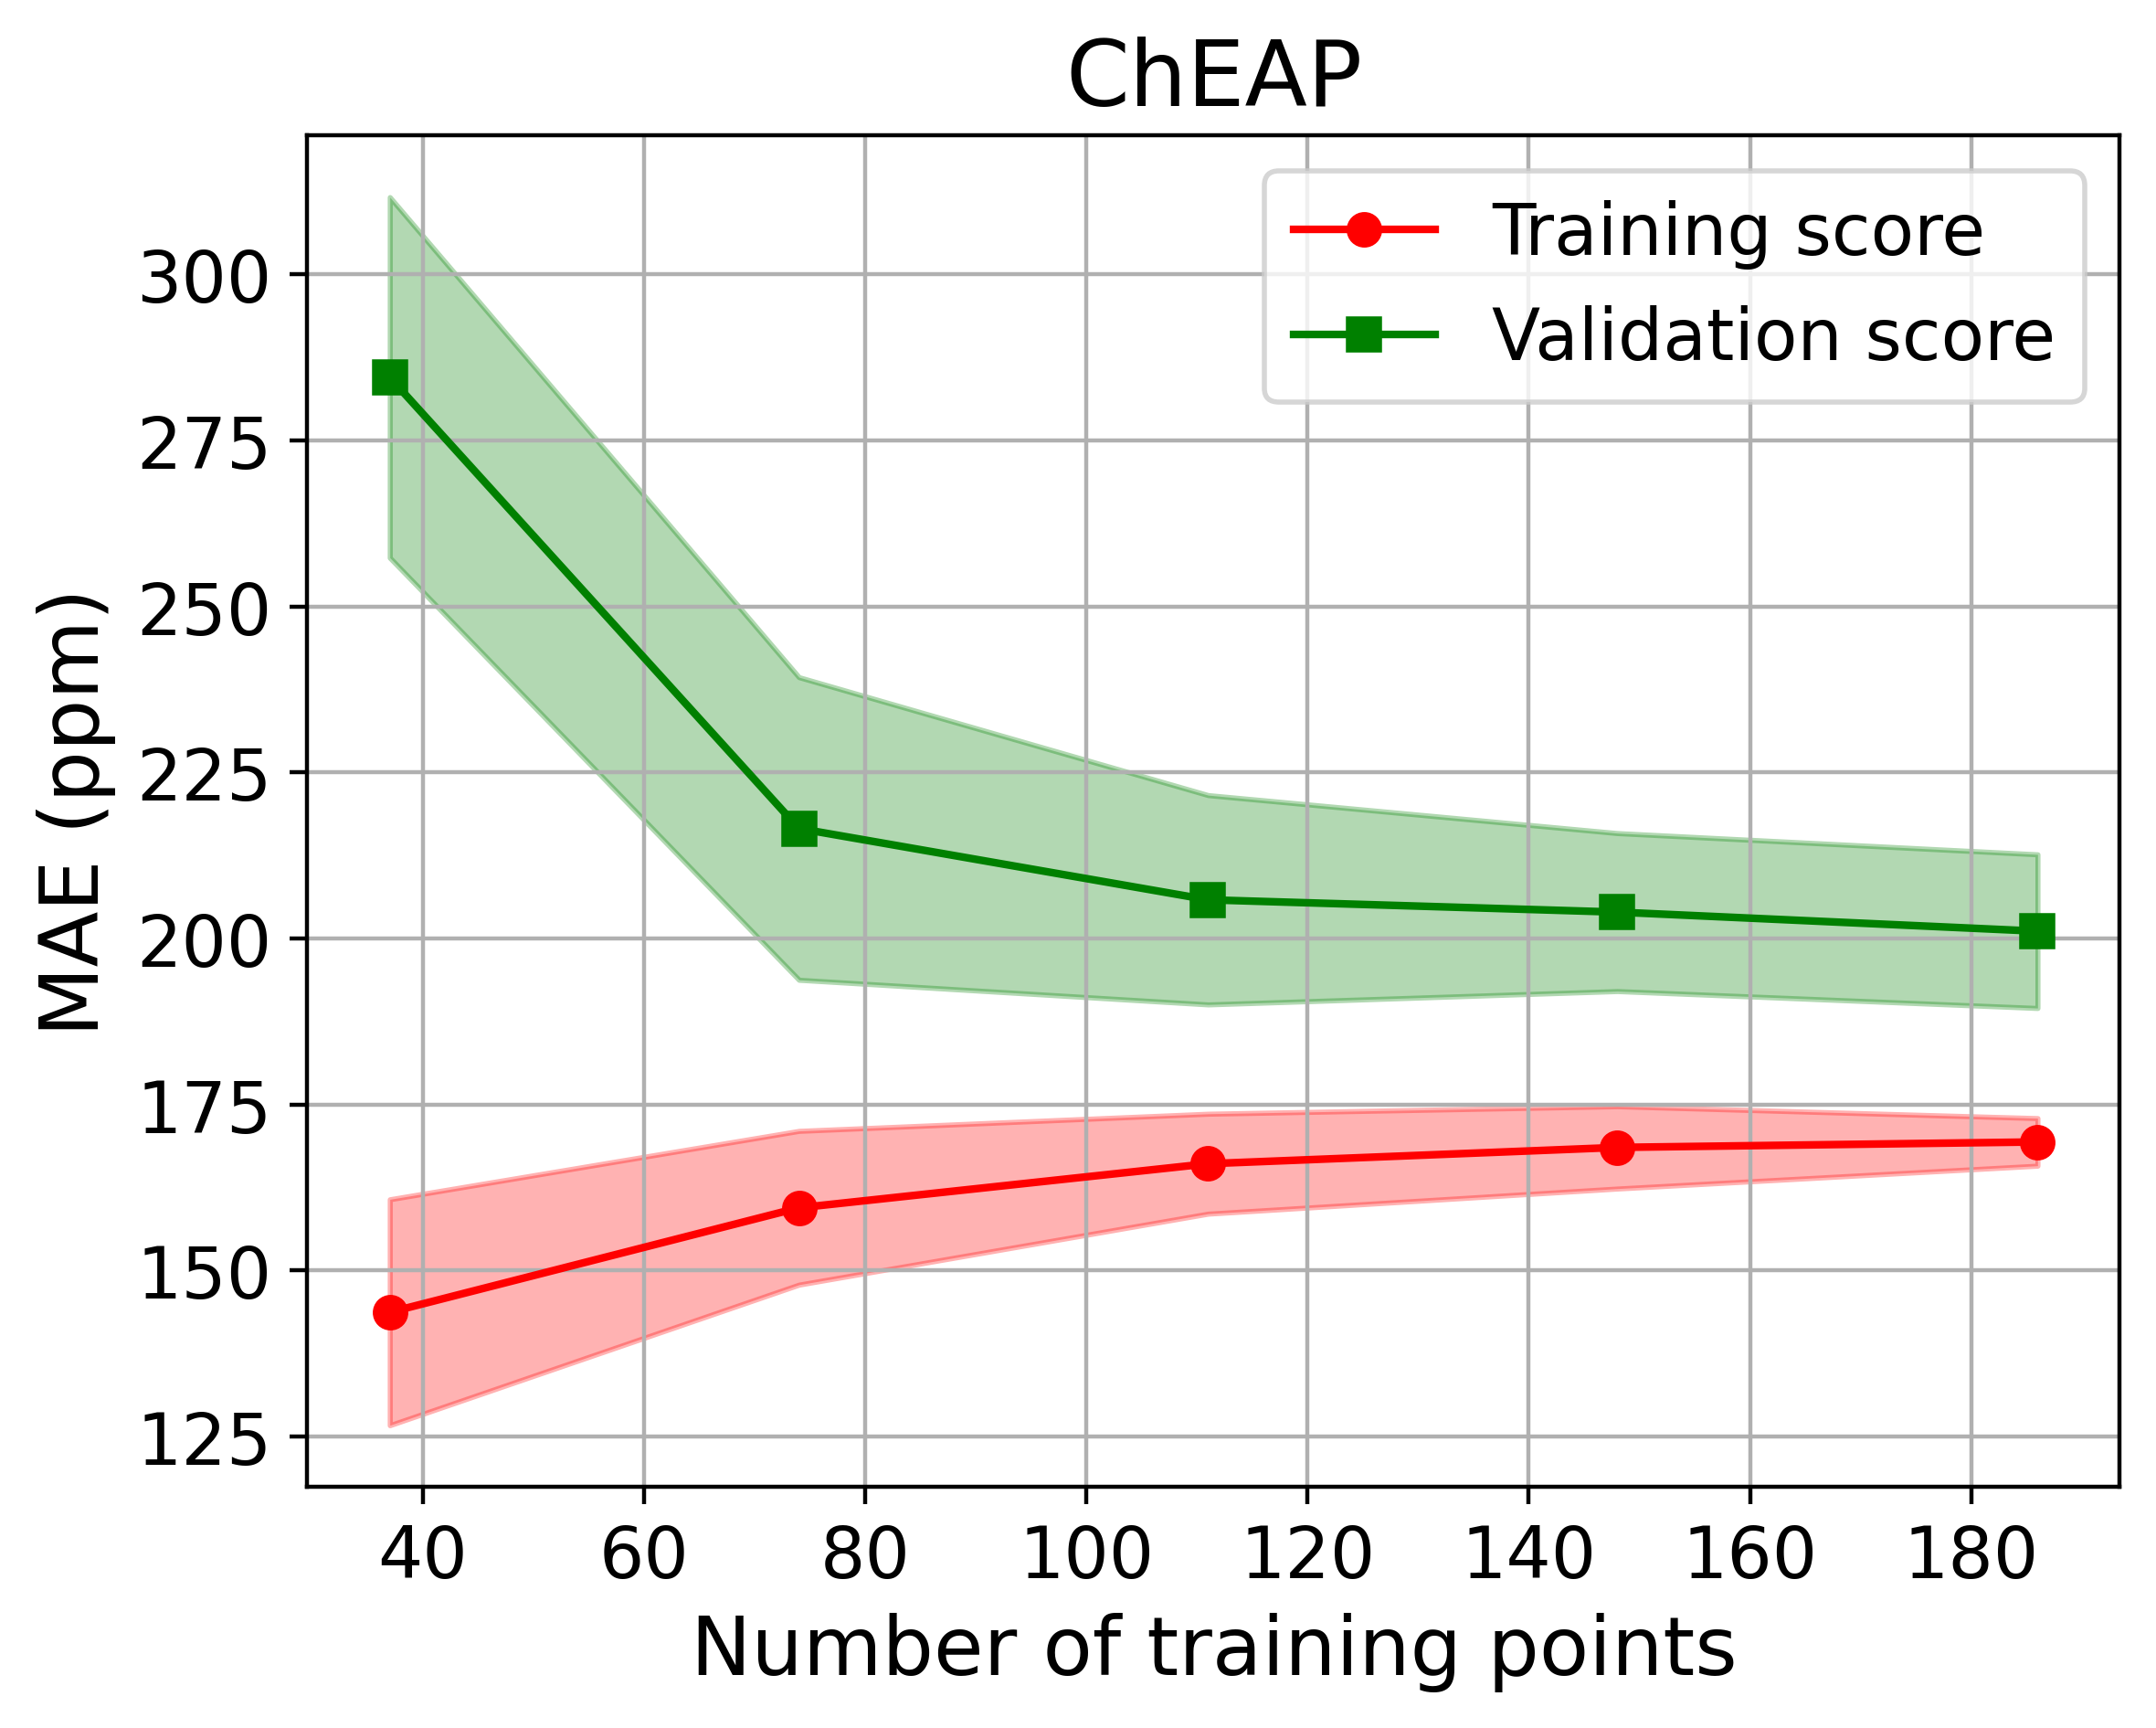 ChEAP
Training score
Validation score
MAE (ppm)
300
275
250
225
200
175
150
125
40 60 80 100 120 140 160 180
Number of training points